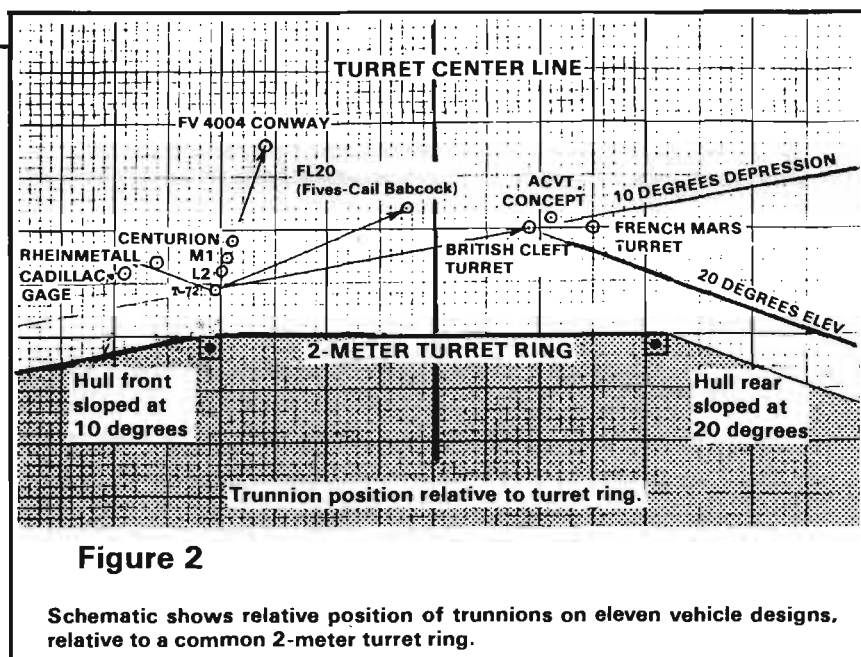 TURRET CENTER LINE
FV 4004 CONWAY
FL20
(Fives-Cail Babcock)
ACVT.
CONCEPT
10 DEGREES DEPRESSION
CENTURION
M1
RHEINMETALL
CADILLAC
GAGE
L2
T-72
BRITISH CLEFT
TURRET
FRENCH MARS
TURRET
20 DEGREES ELEV
2-METER TURRET RING
Hull front
sloped at
10 degrees
Hull rear
sloped at
20 degrees
Trunnion position relative to turret ring.
Figure 2
Schematic shows relative position of trunnions on eleven vehicle designs,
relative to a common 2-meter turret ring.